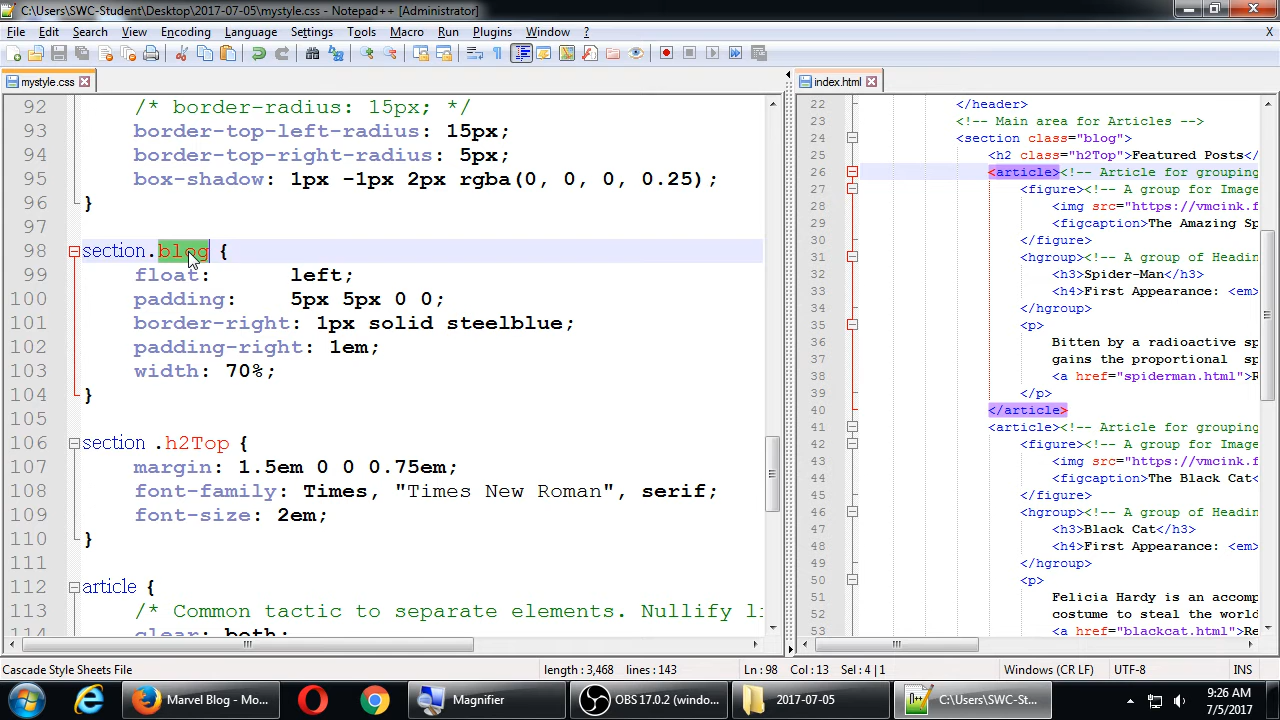 C:\Users\SWC-Student\Desktop\2017-07-05\mystyle.css - Notepad++ [Administrator]
File Edit Search View Encoding Language Settings Tools Macro Run Plugins Window ? X
mystyle.css
92 /* border-radius: 15px; */
93 border-top-left-radius: 15px;
94 border-top-right-radius: 5px;
95 box-shadow: 1px -1px 2px rgba(0, 0, 0, 0.25);
96 }
97
98 section.blog {
99 float: left;
100 padding: 5px 5px 0 0;
101 border-right: 1px solid steelblue;
102 padding-right: 1em;
103 width: 70%;
104 }
105
106 section .h2Top {
107 margin: 1.5em 0 0 0.75em;
108 font-family: Times, "Times New Roman", serif;
109 font-size: 2em;
110 }
111
112 article {
113 /* Common tactic to separate elements. Nullify li
114 clear: both;
index.html
22 </header>
23 <!-- Main area for Articles -->
24 <section class="blog">
25 <h2 class="h2Top">Featured Posts</
26 <article><!-- Article for grouping
27 <figure><!-- A group for Image
28 <img src="https://vmcink.f
29 <figcaption>The Amazing Sp
30 </figure>
31 <hgroup><!-- A group of Heading
32 <h3>Spider-Man</h3>
33 <h4>First Appearance: <em>
34 </hgroup>
35 <p>
36 Bitten by a radioactive sp
37 gains the proportional sp
38 <a href="spiderman.html">R
39 </p>
40 </article>
41 <article><!-- Article for grouping
42 <figure><!-- A group for Image
43 <img src="https://vmcink.f
44 <figcaption>The Black Cat<
45 </figure>
46 <hgroup><!-- A group of Heading
47 <h3>Black Cat</h3>
48 <h4>First Appearance: <em>
49 </hgroup>
50 <p>
51 Felicia Hardy is an accomp
52 costume to steal the world
53 <a href="blackcat.html">Re
Cascade Style Sheets File length : 3,468 lines : 143 Ln : 98 Col : 13 Sel : 4 | 1 Windows (CR LF) UTF-8 INS
Marvel Blog - Mo... Magnifier OBS 17.0.2 (windo... 2017-07-05 C:\Users\SWC-St... 9:26 AM
7/5/2017